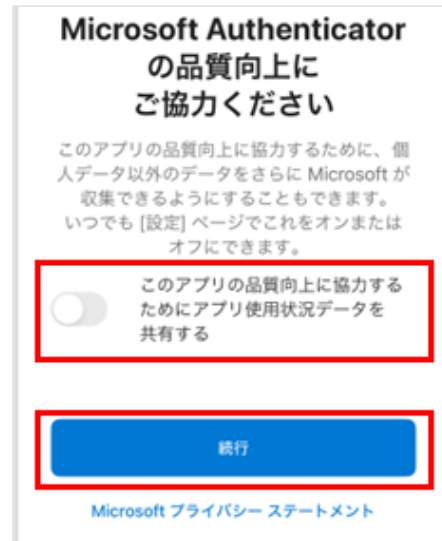 Microsoft Authenticator
の品質向上に
ご協力ください
このアプリの品質向上に協力するために、個
人データ以外のデータをさらに Microsoft が
収集できるようにすることもできます。
いつでも [設定] ページでこれをオンまたは
オフにできます。
このアプリの品質向上に協力する
ためにアプリ使用状況データを
共有する
続行
Microsoft プライバシー ステートメント